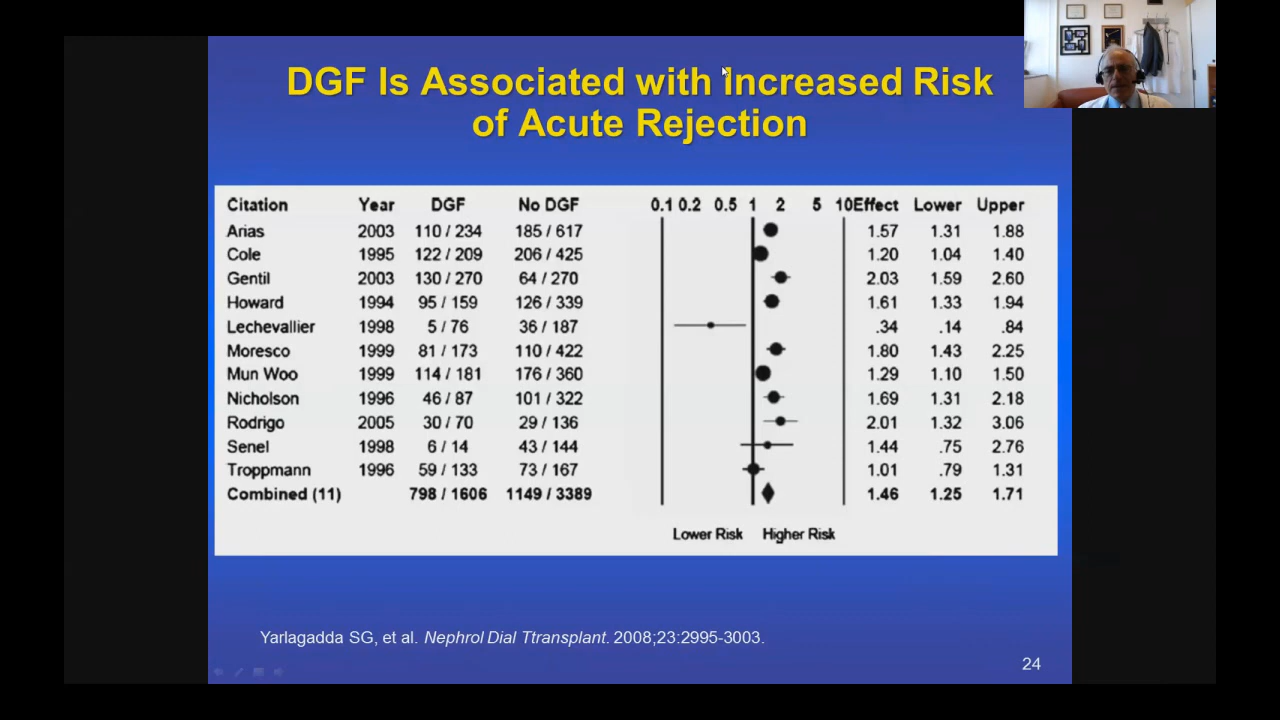 DGF Is Associated with Increased Risk
of Acute Rejection
Citation Year DGF No DGF 0.1 0.2 0.5 1 2 5 10 Effect Lower Upper
Arias 2003 110 / 234 185 / 617 1.57 1.31 1.88
Cole 1995 122 / 209 206 / 425 1.20 1.04 1.40
Gentil 2003 130 / 270 64 / 270 2.03 1.59 2.60
Howard 1994 95 / 159 126 / 339 1.61 1.33 1.94
Lechevallier 1998 5 / 76 36 / 187 .34 .14 .84
Moresco 1999 81 / 173 110 / 422 1.80 1.43 2.25
Mun Woo 1999 114 / 181 176 / 360 1.29 1.10 1.50
Nicholson 1996 46 / 87 101 / 322 1.69 1.31 2.18
Rodrigo 2005 30 / 70 29 / 136 2.01 1.32 3.06
Senel 1998 6 / 14 43 / 144 1.44 .75 2.76
Troppmann 1996 59 / 133 73 / 167 1.01 .79 1.31
Combined (11) 798 / 1606 1149 / 3389 1.46 1.25 1.71
Lower Risk Higher Risk
Yarlagadda SG, et al. Nephrol Dial Ttransplant. 2008;23:2995-3003.
24